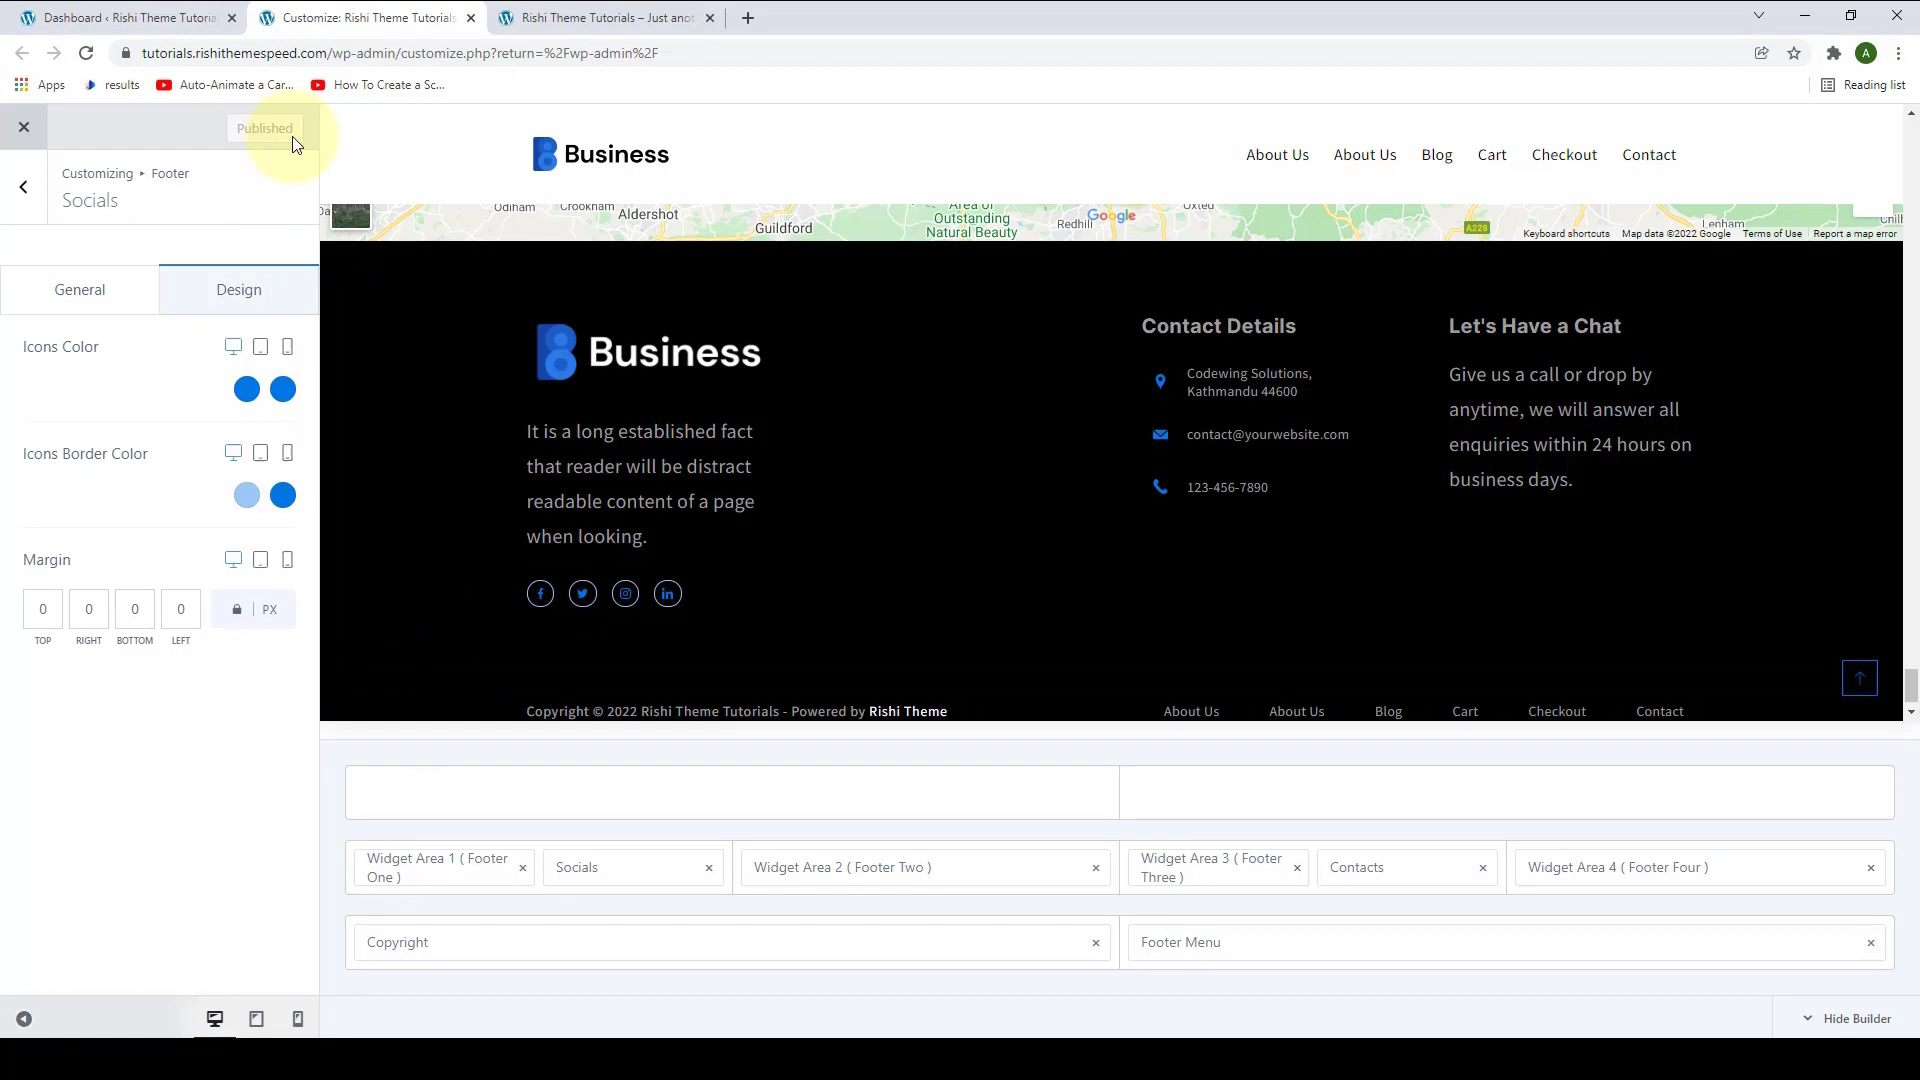 Dashboard ‹ Rishi Theme Tutoria
Customize: Rishi Theme Tutorials
Rishi Theme Tutorials – Just anot
tutorials.rishithemespeed.com/wp-admin/customize.php?return=%2Fwp-admin%2F
A
Apps
results
Auto-Animate a Car...
How To Create a Sc...
Reading list
Published
Customizing ▸ Footer
Socials
General
Design
Icons Color
Icons Border Color
Margin
0 0 0 0 PX
TOP RIGHT BOTTOM LEFT
Business
About Us About Us Blog Cart Checkout Contact
Odiham
Crookham
Aldershot
Guildford
Area of
Outstanding
Natural Beauty
Redhill
Google
Oxted
A228
Lenham
Keyboard shortcuts Map data ©2022 Google Terms of Use Report a map error
Business
It is a long established fact
that reader will be distract
readable content of a page
when looking.
Contact Details
Codewing Solutions,
Kathmandu 44600
contact@yourwebsite.com
123-456-7890
Let's Have a Chat
Give us a call or drop by
anytime, we will answer all
enquiries within 24 hours on
business days.
Copyright © 2022 Rishi Theme Tutorials - Powered by Rishi Theme
About Us About Us Blog Cart Checkout Contact
Widget Area 1 ( Footer
One )
Socials
Widget Area 2 ( Footer Two )
Widget Area 3 ( Footer
Three )
Contacts
Widget Area 4 ( Footer Four )
Copyright
Footer Menu
Hide Builder